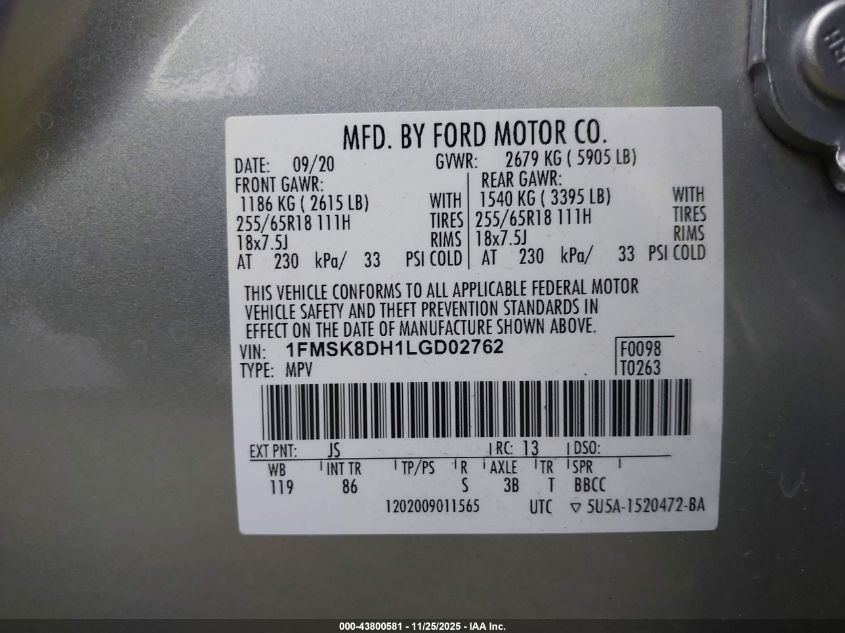 MFD. BY FORD MOTOR CO.
DATE: 09/20 GVWR: 2679 KG ( 5905 LB)
FRONT GAWR: REAR GAWR:
1186 KG ( 2615 LB) WITH 1540 KG ( 3395 LB) WITH
255/65R18 111H TIRES 255/65R18 111H TIRES
18x7.5J RIMS 18x7.5J RIMS
AT 230 kPa/ 33 PSI COLD AT 230 kPa/ 33 PSI COLD
THIS VEHICLE CONFORMS TO ALL APPLICABLE FEDERAL MOTOR
VEHICLE SAFETY AND THEFT PREVENTION STANDARDS IN
EFFECT ON THE DATE OF MANUFACTURE SHOWN ABOVE.
VIN: 1FMSK8DH1LGD02762 F0098
TYPE: MPV T0263
EXT PNT: JS RC: 13 DSO:
WB INT TR TP/PS R AXLE TR SPR
119 86 S 3B T BBCC
1202009011565 UTC ▽ 5U5A-1520472-BA
000-43800581 - 11/25/2025 - IAA Inc.